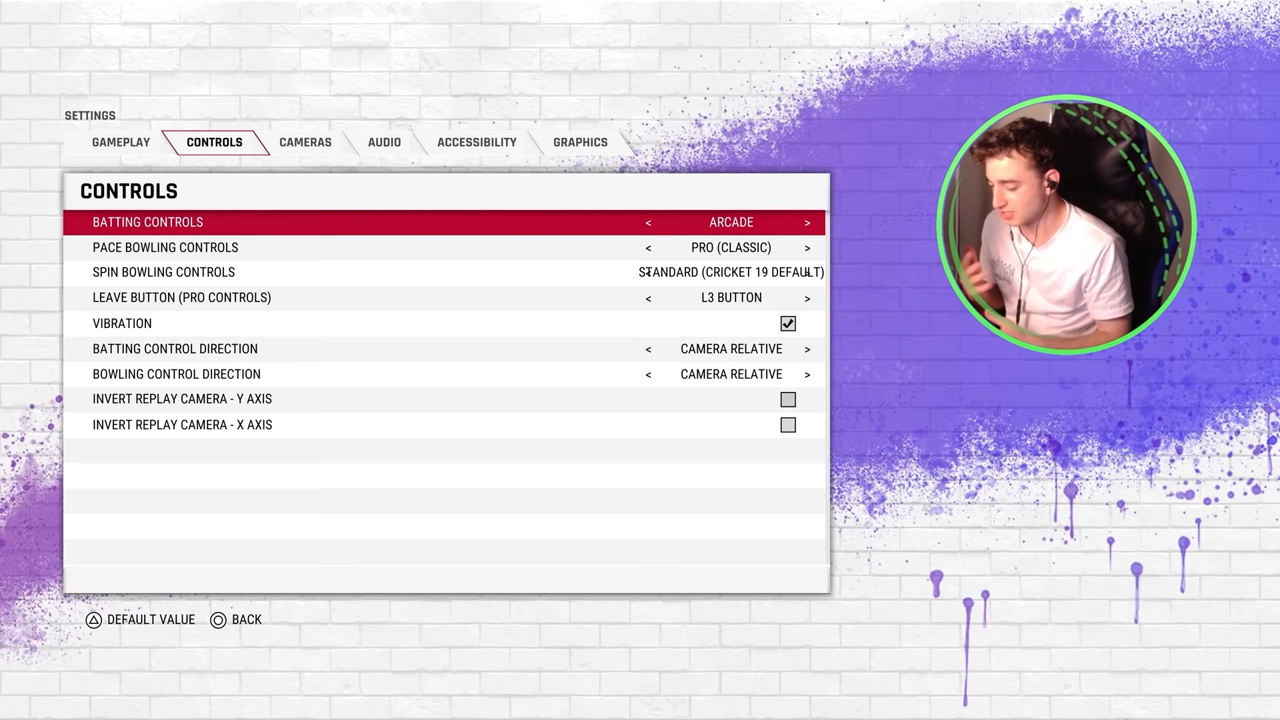 SETTINGS
GAMEPLAY CONTROLS CAMERAS AUDIO ACCESSIBILITY GRAPHICS
CONTROLS
BATTING CONTROLS < ARCADE >
PACE BOWLING CONTROLS < PRO (CLASSIC) >
SPIN BOWLING CONTROLS < STANDARD (CRICKET 19 DEFAULT) >
LEAVE BUTTON (PRO CONTROLS) < L3 BUTTON >
VIBRATION
BATTING CONTROL DIRECTION < CAMERA RELATIVE >
BOWLING CONTROL DIRECTION < CAMERA RELATIVE >
INVERT REPLAY CAMERA - Y AXIS
INVERT REPLAY CAMERA - X AXIS
DEFAULT VALUE BACK